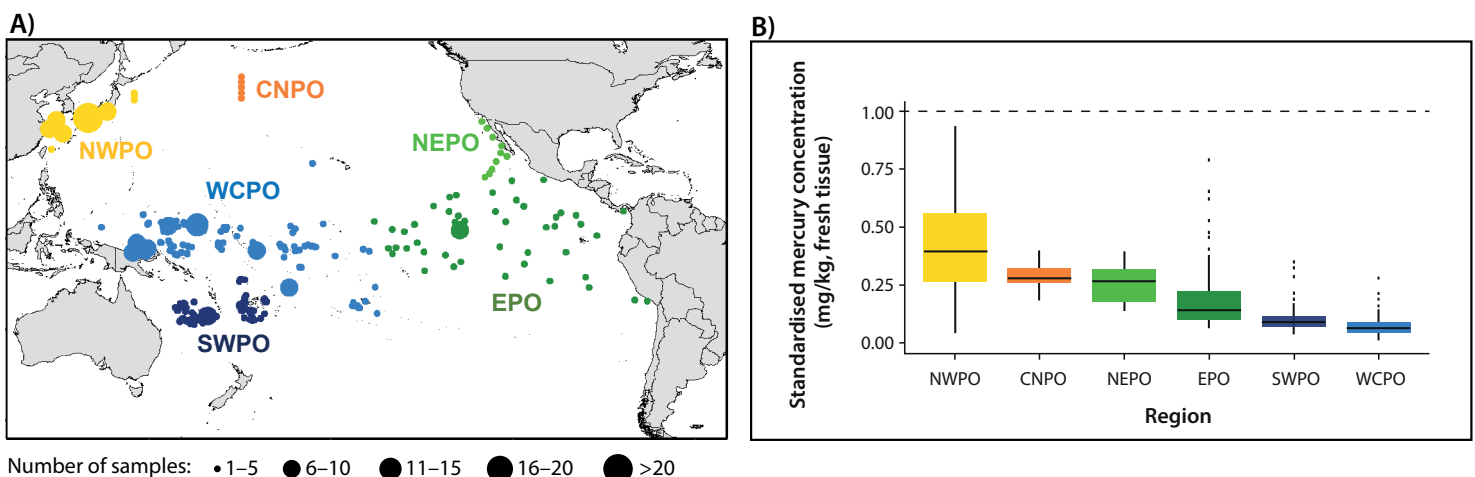 A)
CNPO
NWPO
NEPO
WCPO
EPO
SWPO
Number of samples: 1–5 6–10 11–15 16–20 >20
B)
Standardised mercury concentration
(mg/kg, fresh tissue)
1.00
0.75
0.50
0.25
0.00
NWPO CNPO NEPO EPO SWPO WCPO
Region